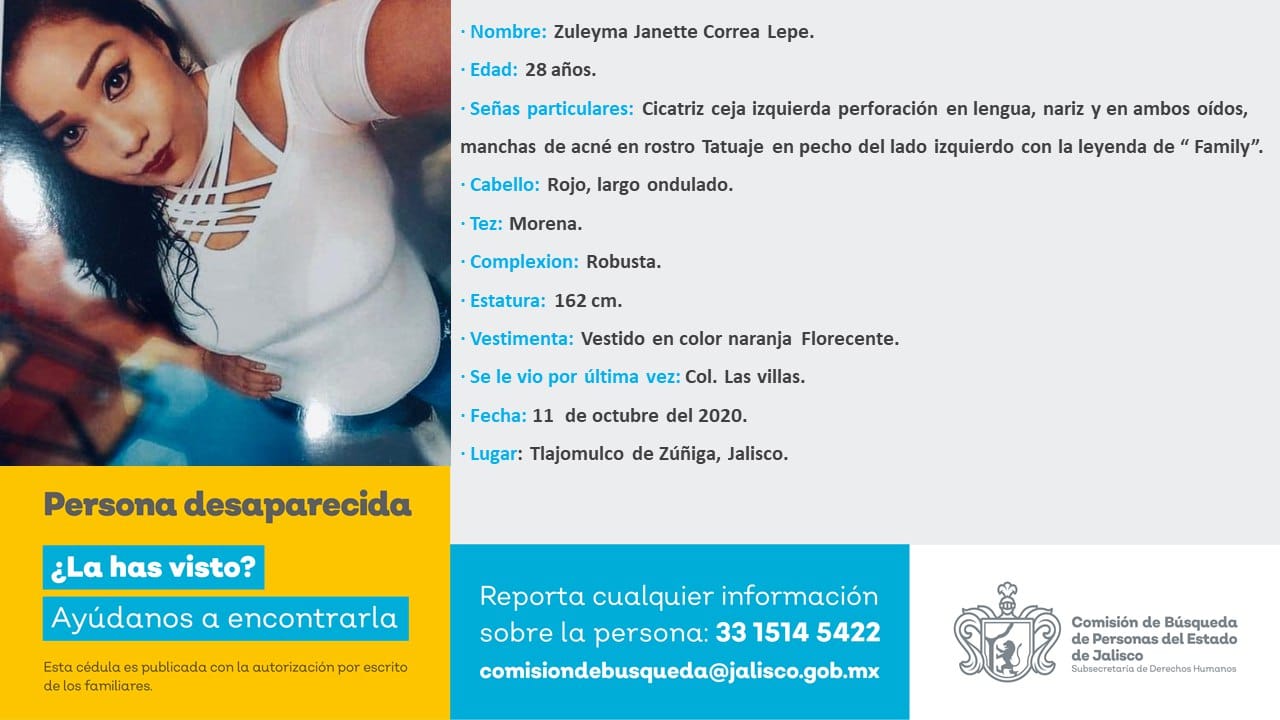 · Nombre: Zuleyma Janette Correa Lepe.
· Edad: 28 años.
· Señas particulares: Cicatriz ceja izquierda perforación en lengua, nariz y en ambos oídos,
manchas de acné en rostro Tatuaje en pecho del lado izquierdo con la leyenda de “ Family”.
· Cabello: Rojo, largo ondulado.
· Tez: Morena.
· Complexion: Robusta.
· Estatura: 162 cm.
· Vestimenta: Vestido en color naranja Florecente.
· Se le vio por última vez: Col. Las villas.
· Fecha: 11 de octubre del 2020.
· Lugar: Tlajomulco de Zúñiga, Jalisco.
Persona desaparecida
¿La has visto?
Ayúdanos a encontrarla
Esta cédula es publicada con la autorización por escrito
de los familiares.
Reporta cualquier información
sobre la persona: 33 1514 5422
comisiondebusqueda@jalisco.gob.mx
Comisión de Búsqueda
de Personas del Estado
de Jalisco
Subsecretaría de Derechos Humanos